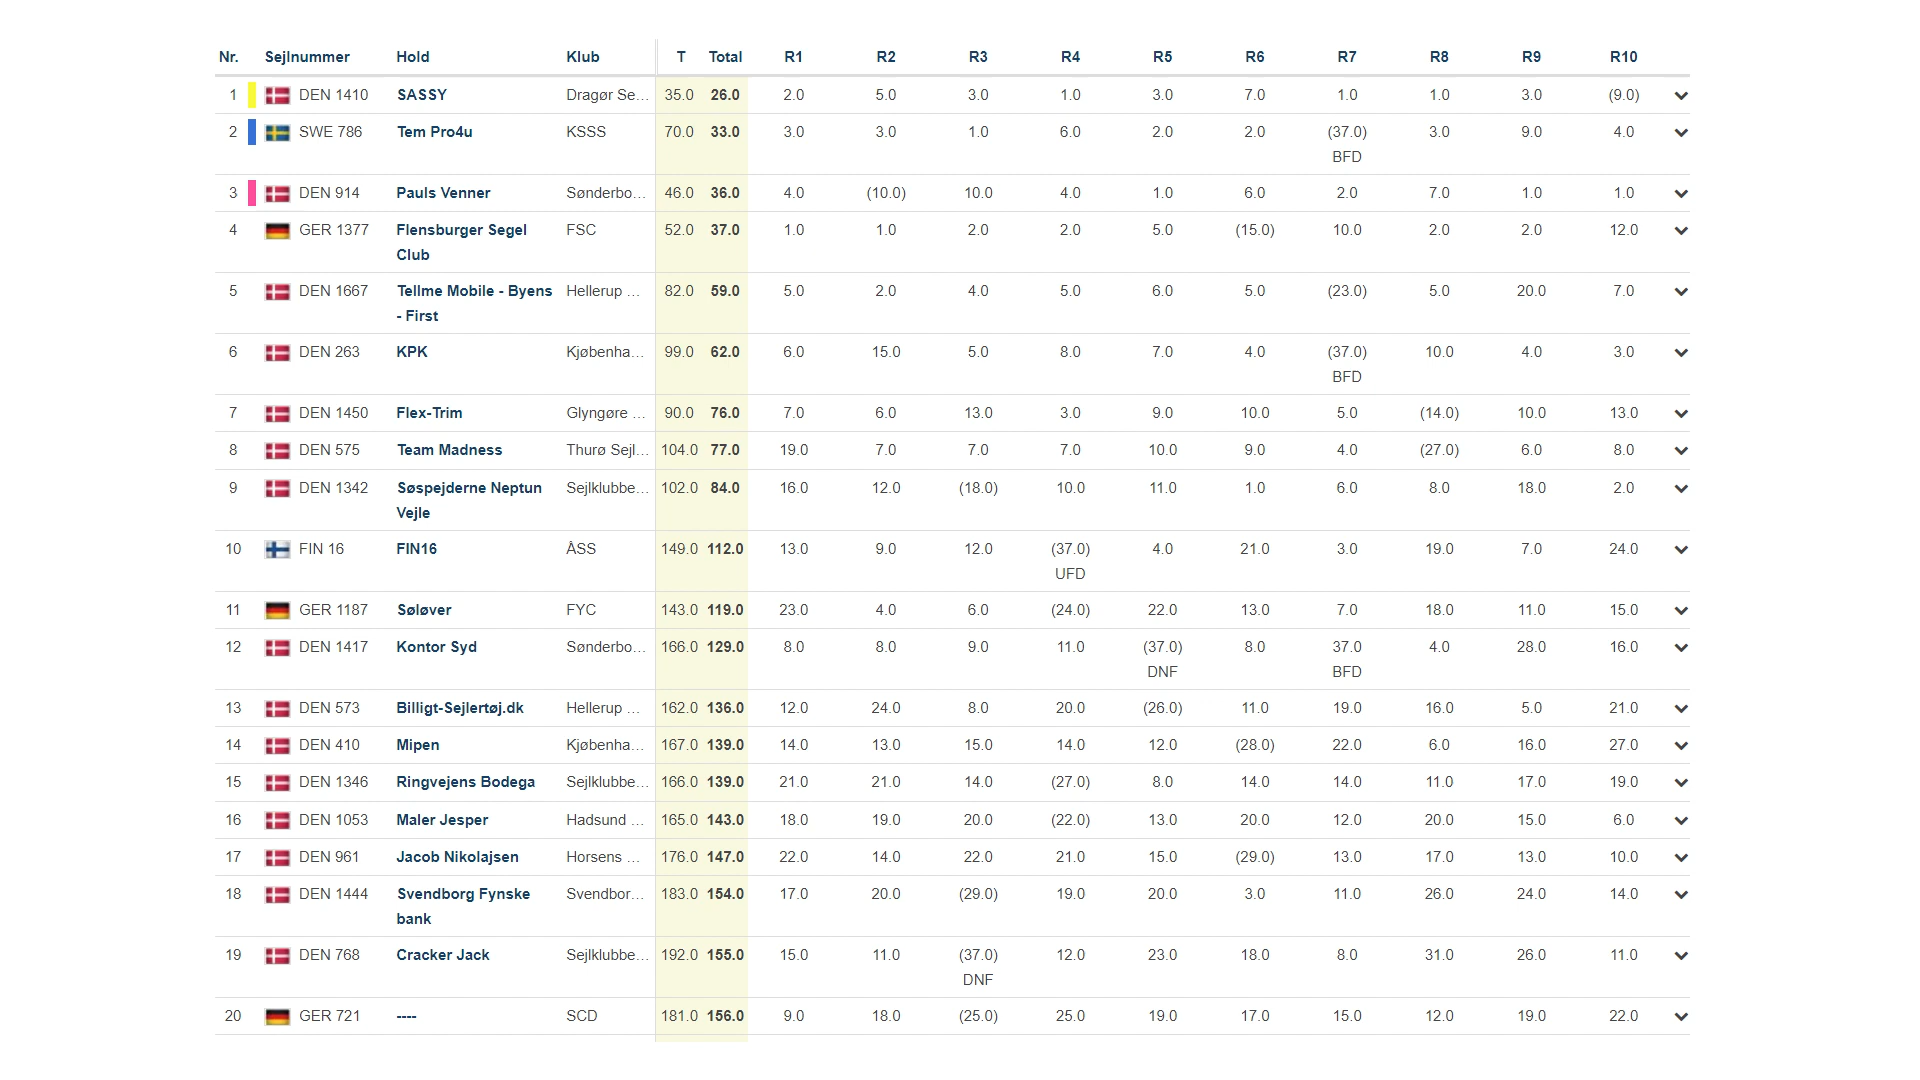 Nr. Sejlnummer Hold Klub T Total R1 R2 R3 R4 R5 R6 R7 R8 R9 R10
1 DEN 1410 SASSY Dragør Se... 35.0 26.0 2.0 5.0 3.0 1.0 3.0 7.0 1.0 1.0 3.0 (9.0)
2 SWE 786 Tem Pro4u KSSS 70.0 33.0 3.0 3.0 1.0 6.0 2.0 2.0 (37.0) 3.0 9.0 4.0
BFD
3 DEN 914 Pauls Venner Sønderbo... 46.0 36.0 4.0 (10.0) 10.0 4.0 1.0 6.0 2.0 7.0 1.0 1.0
4 GER 1377 Flensburger Segel FSC 52.0 37.0 1.0 1.0 2.0 2.0 5.0 (15.0) 10.0 2.0 2.0 12.0
Club
5 DEN 1667 Tellme Mobile - Byens Hellerup ... 82.0 59.0 5.0 2.0 4.0 5.0 6.0 5.0 (23.0) 5.0 20.0 7.0
- First
6 DEN 263 KPK Kjøbenha... 99.0 62.0 6.0 15.0 5.0 8.0 7.0 4.0 (37.0) 10.0 4.0 3.0
BFD
7 DEN 1450 Flex-Trim Glyngøre ... 90.0 76.0 7.0 6.0 13.0 3.0 9.0 10.0 5.0 (14.0) 10.0 13.0
8 DEN 575 Team Madness Thurø Sejl... 104.0 77.0 19.0 7.0 7.0 7.0 10.0 9.0 4.0 (27.0) 6.0 8.0
9 DEN 1342 Søspejderne Neptun Sejlklubbe... 102.0 84.0 16.0 12.0 (18.0) 10.0 11.0 1.0 6.0 8.0 18.0 2.0
Vejle
10 FIN 16 FIN16 ÅSS 149.0 112.0 13.0 9.0 12.0 (37.0) 4.0 21.0 3.0 19.0 7.0 24.0
UFD
11 GER 1187 Søløver FYC 143.0 119.0 23.0 4.0 6.0 (24.0) 22.0 13.0 7.0 18.0 11.0 15.0
12 DEN 1417 Kontor Syd Sønderbo... 166.0 129.0 8.0 8.0 9.0 11.0 (37.0) 8.0 37.0 4.0 28.0 16.0
DNF BFD
13 DEN 573 Billigt-Sejlertøj.dk Hellerup ... 162.0 136.0 12.0 24.0 8.0 20.0 (26.0) 11.0 19.0 16.0 5.0 21.0
14 DEN 410 Mipen Kjøbenha... 167.0 139.0 14.0 13.0 15.0 14.0 12.0 (28.0) 22.0 6.0 16.0 27.0
15 DEN 1346 Ringvejens Bodega Sejlklubbe... 166.0 139.0 21.0 21.0 14.0 (27.0) 8.0 14.0 14.0 11.0 17.0 19.0
16 DEN 1053 Maler Jesper Hadsund ... 165.0 143.0 18.0 19.0 20.0 (22.0) 13.0 20.0 12.0 20.0 15.0 6.0
17 DEN 961 Jacob Nikolajsen Horsens ... 176.0 147.0 22.0 14.0 22.0 21.0 15.0 (29.0) 13.0 17.0 13.0 10.0
18 DEN 1444 Svendborg Fynske Svendbor... 183.0 154.0 17.0 20.0 (29.0) 19.0 20.0 3.0 11.0 26.0 24.0 14.0
bank
19 DEN 768 Cracker Jack Sejlklubbe... 192.0 155.0 15.0 11.0 (37.0) 12.0 23.0 18.0 8.0 31.0 26.0 11.0
DNF
20 GER 721 ---- SCD 181.0 156.0 9.0 18.0 (25.0) 25.0 19.0 17.0 15.0 12.0 19.0 22.0